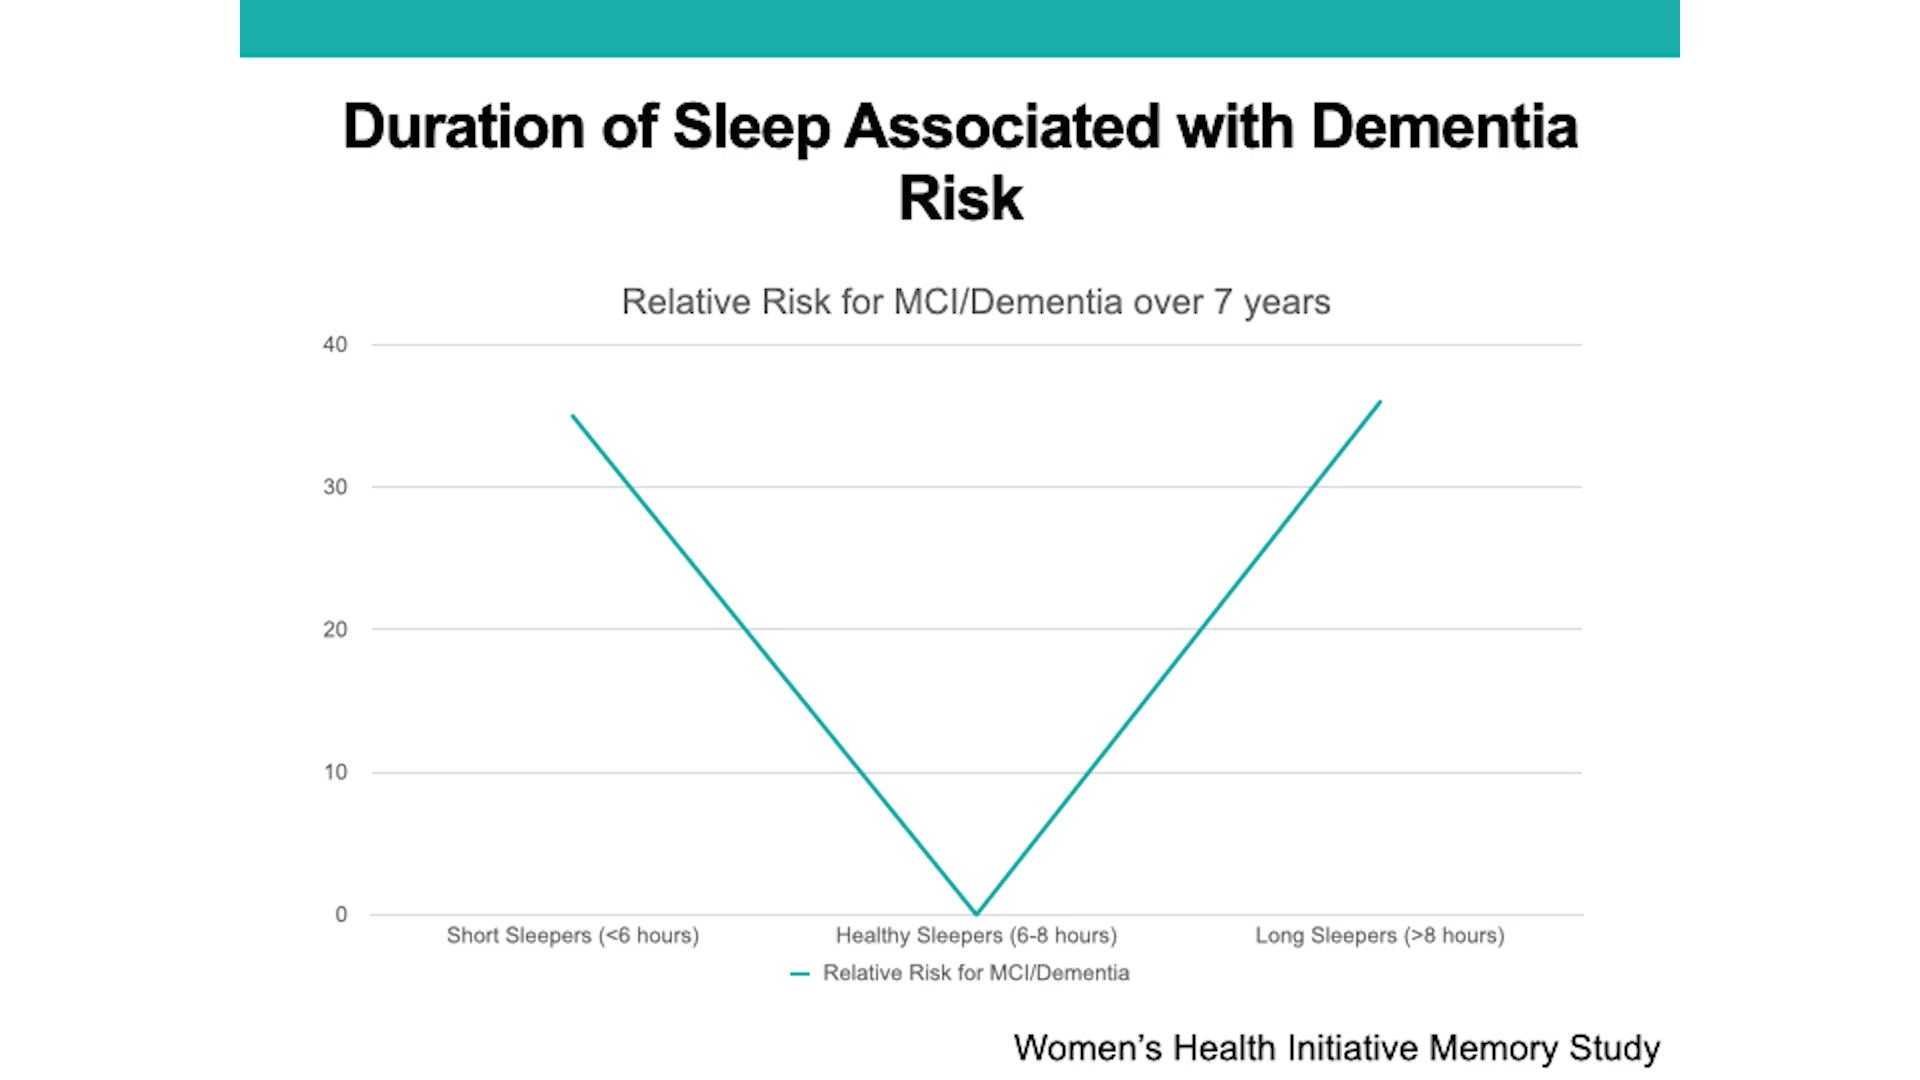 Duration of Sleep Associated with Dementia
Risk
Relative Risk for MCI/Dementia over 7 years
40
30
20
10
0
Short Sleepers (<6 hours)
Healthy Sleepers (6-8 hours)
Long Sleepers (>8 hours)
Relative Risk for MCI/Dementia
Women’s Health Initiative Memory Study